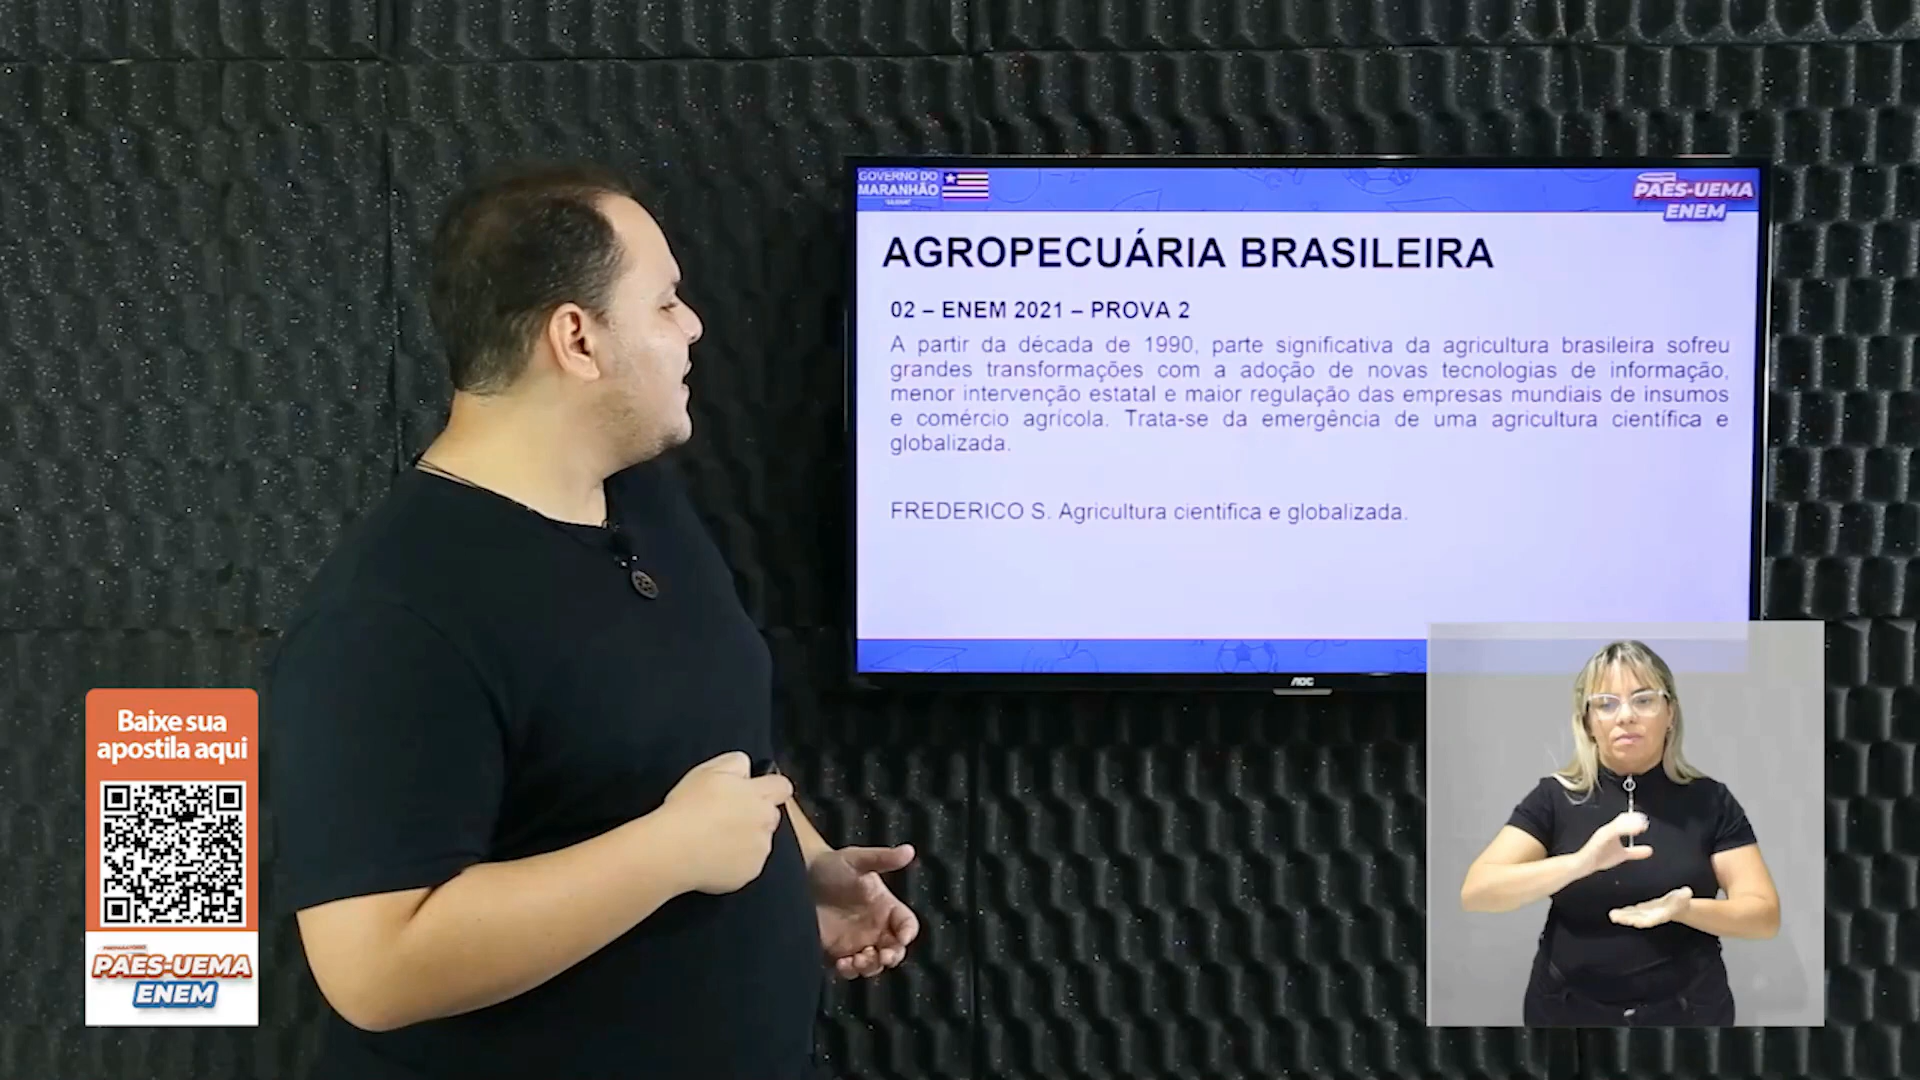 GOVERNO DO
MARANHÃO
PAES-UEMA
ENEM
AGROPECUÁRIA BRASILEIRA
02 – ENEM 2021 – PROVA 2
A partir da década de 1990, parte significativa da agricultura brasileira sofreu
grandes transformações com a adoção de novas tecnologias de informação,
menor intervenção estatal e maior regulação das empresas mundiais de insumos
e comércio agrícola. Trata-se da emergência de uma agricultura científica e
globalizada.
FREDERICO S. Agricultura científica e globalizada.
AOC
Baixe sua
apostila aqui
PREPARATÓRIO
PAES-UEMA
ENEM